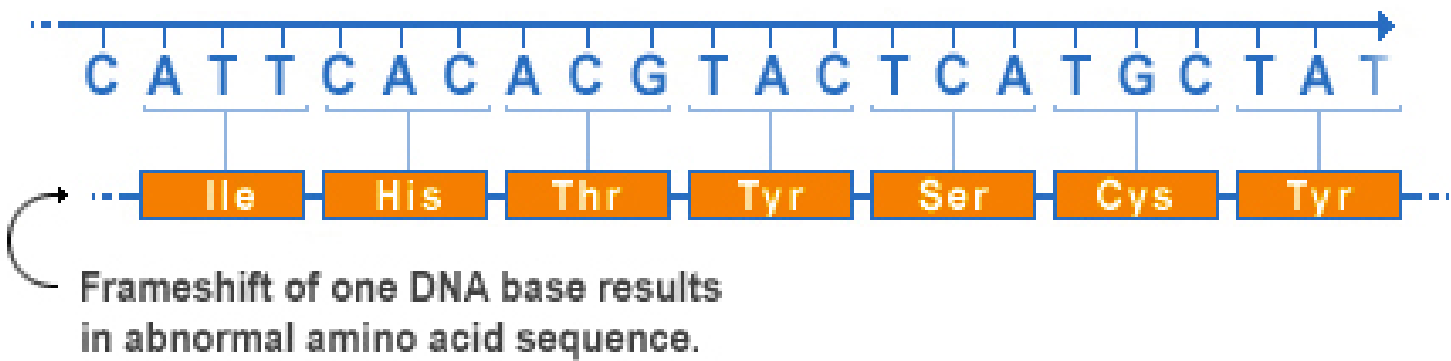 C A T T C A C A C G T A C T C A T G C T A T
Ile His Thr Tyr Ser Cys Tyr
Frameshift of one DNA base results
in abnormal amino acid sequence.